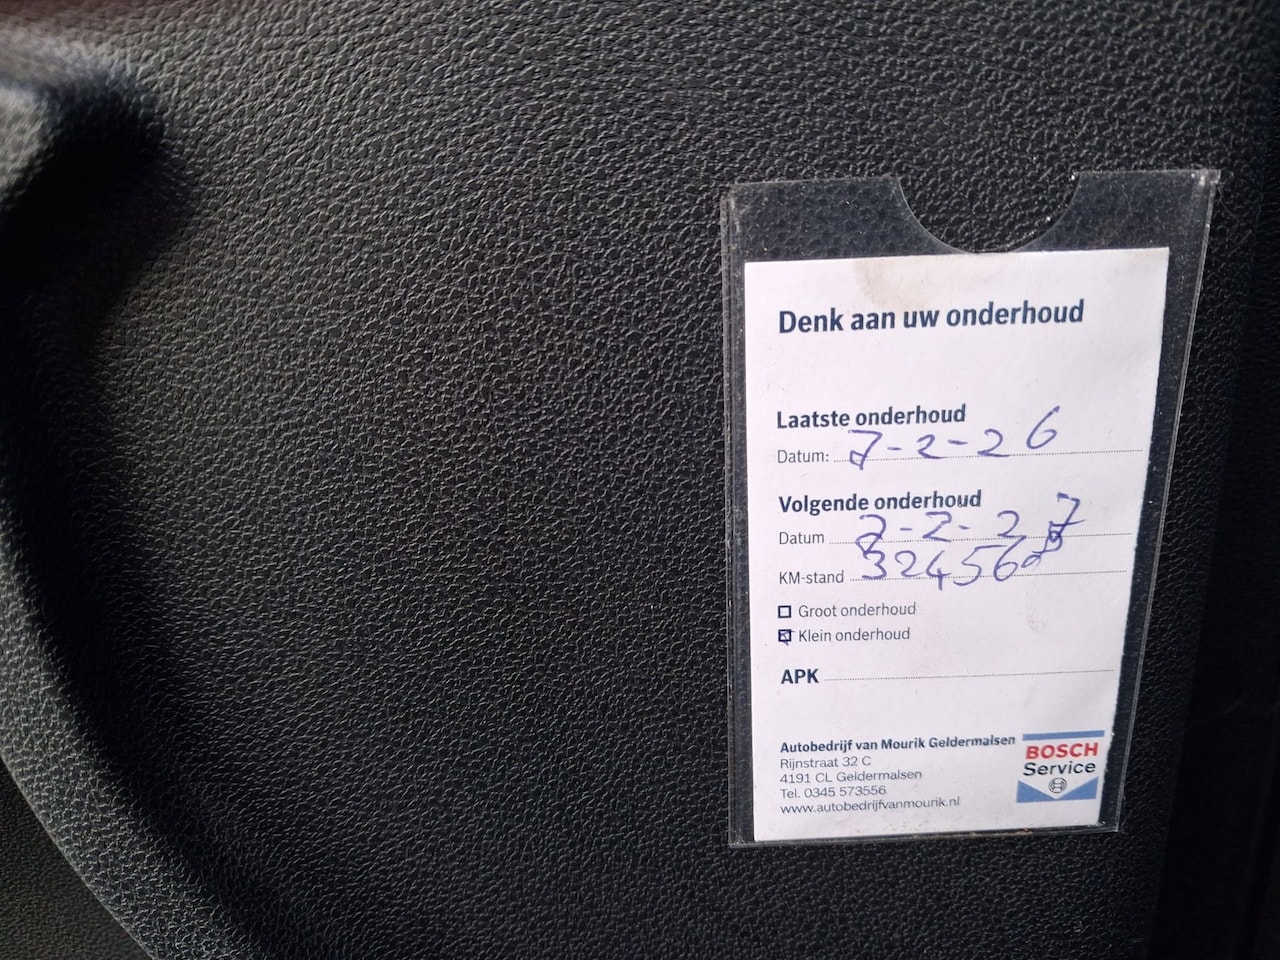 Denk aan uw onderhoud
Laatste onderhoud
Datum: 7-2-26
Volgende onderhoud
Datum 7-2-27
KM-stand
Groot onderhoud
Klein onderhoud
APK
Autobedrijf van Mourik Geldermalsen
Rijnstraat 32 C
4191 CL Geldermalsen
Tel. 0345 573556
www.autobedrijfvanmourik.nl
BOSCH
Service